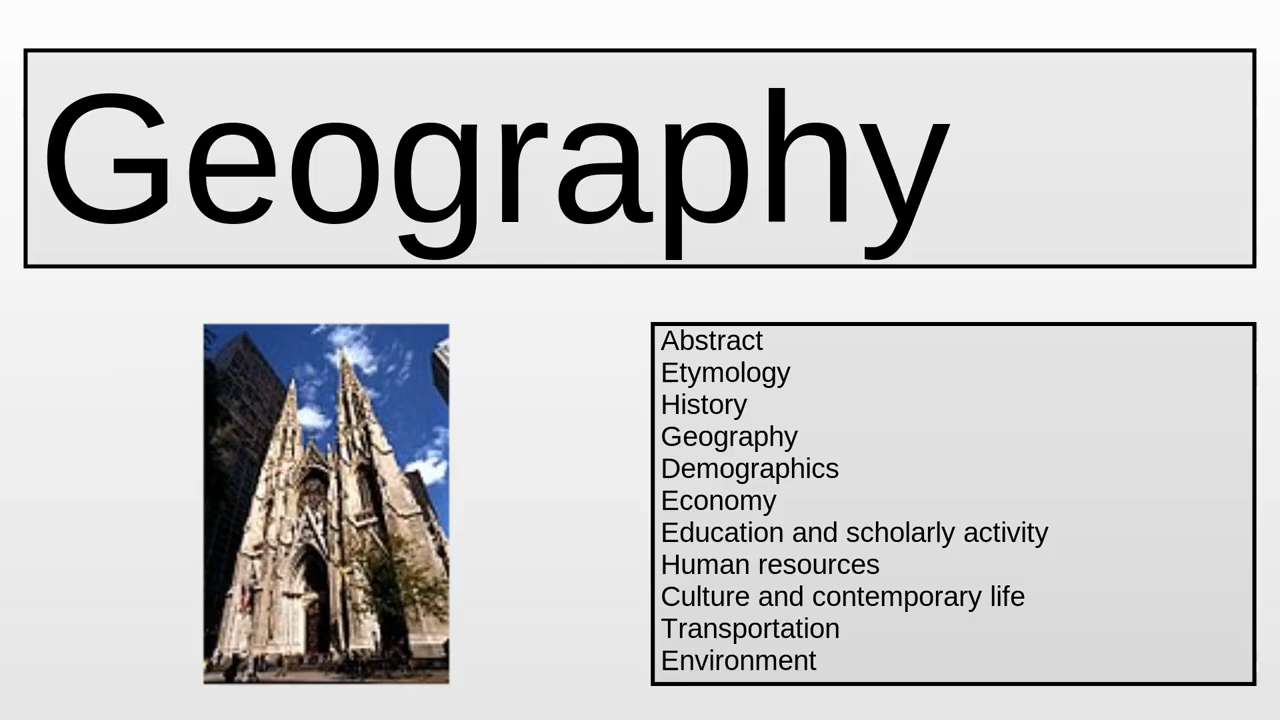 Geography
Abstract
Etymology
History
Geography
Demographics
Economy
Education and scholarly activity
Human resources
Culture and contemporary life
Transportation
Environment